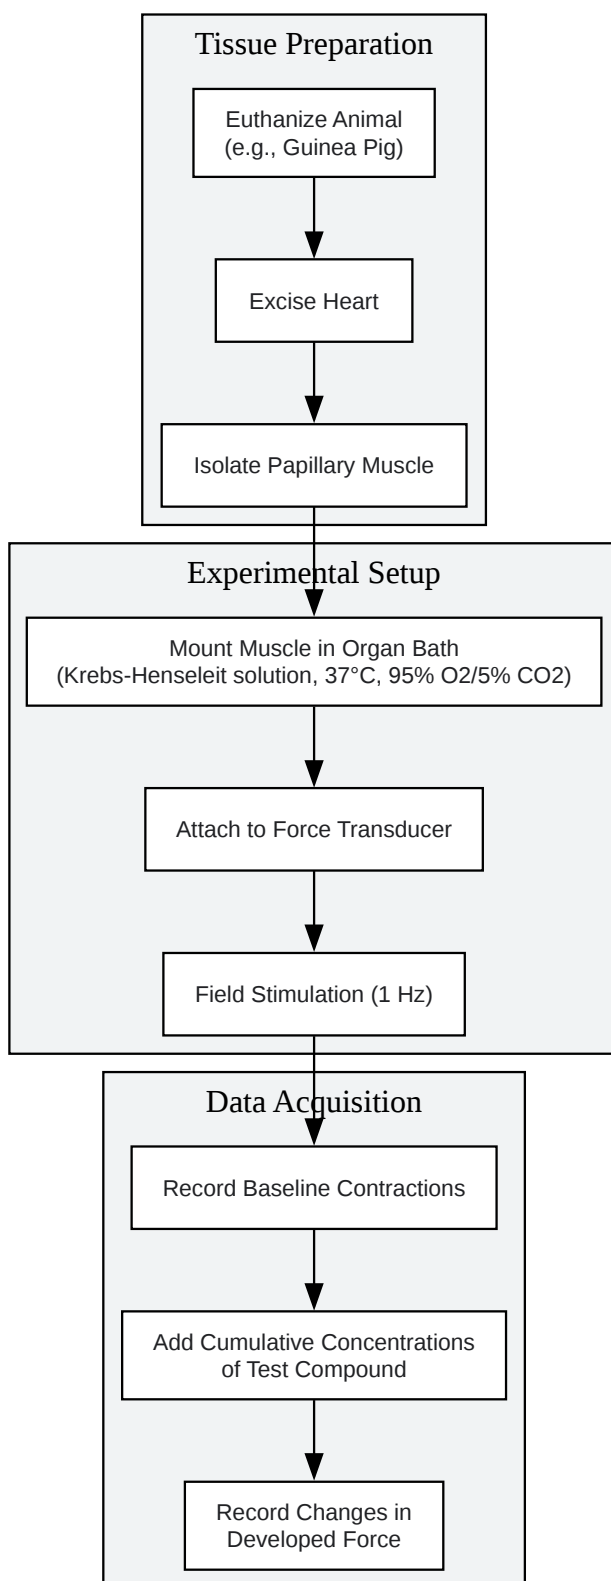 Tissue Preparation
Euthanize Animal
(e.g., Guinea Pig)
Excise Heart
Isolate Papillary Muscle
Experimental Setup
Mount Muscle in Organ Bath
(Krebs-Henseleit solution, 37°C, 95% O2/5% CO2)
Attach to Force Transducer
Field Stimulation (1 Hz)
Data Acquisition
Record Baseline Contractions
Add Cumulative Concentrations
of Test Compound
Record Changes in
Developed Force